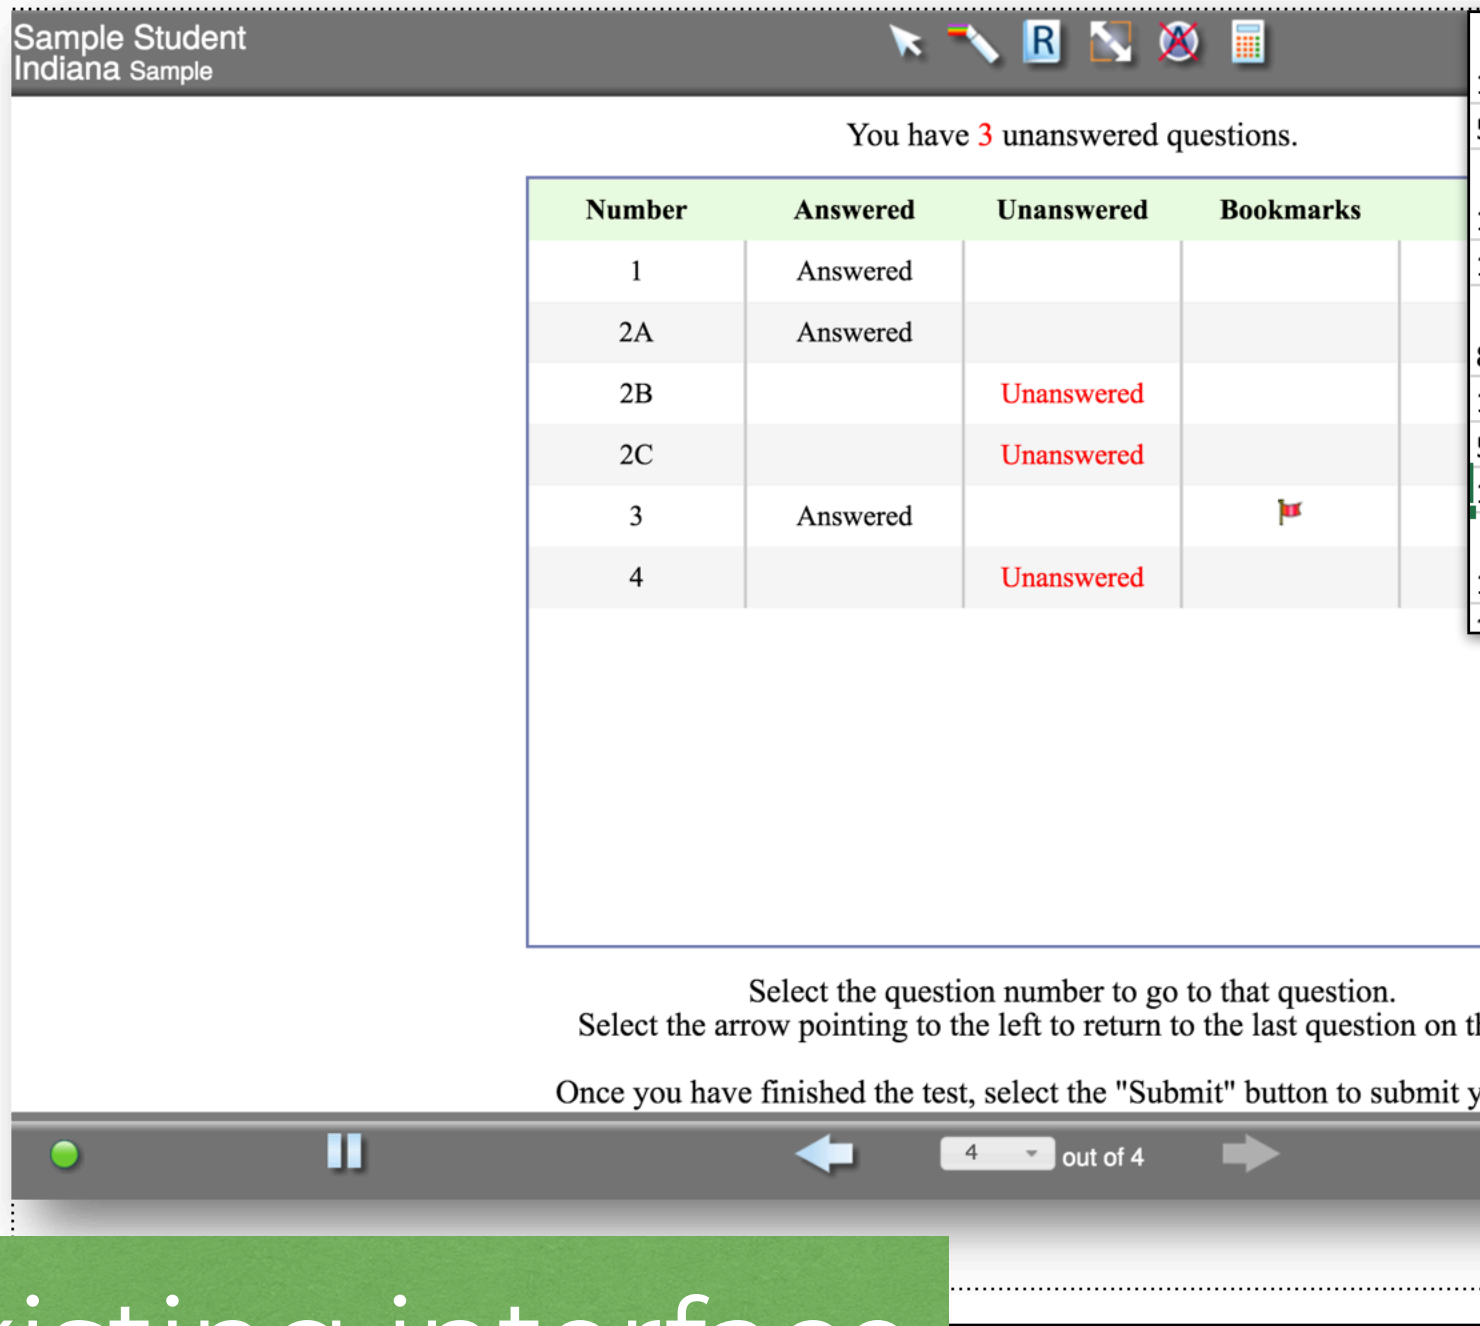 Sample Student
Indiana Sample
R
A
You have 3 unanswered questions.
Number Answered Unanswered Bookmarks
1 Answered
2A Answered
2B Unanswered
2C Unanswered
3 Answered
4 Unanswered
Select the question number to go to that question.
Select the arrow pointing to the left to return to the last question on
Once you have finished the test, select the "Submit" button to submit
4 out of 4
interface